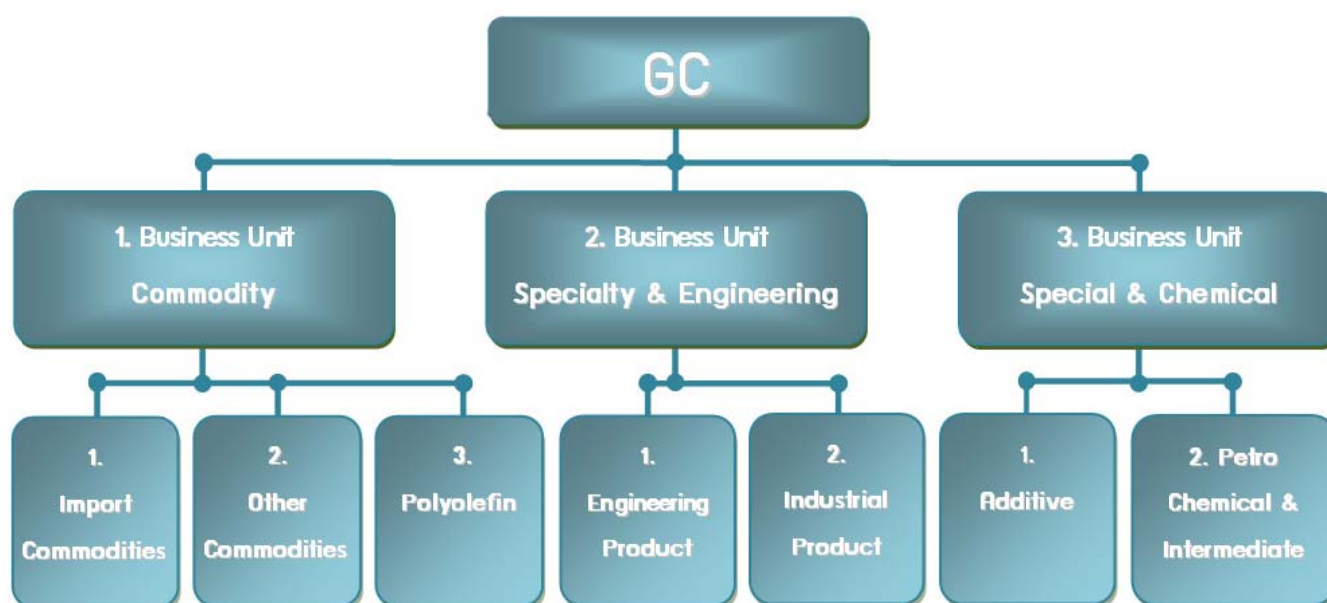 GC
1. Business Unit
Commodity
2. Business Unit
Specialty & Engineering
3. Business Unit
Special & Chemical
1.
Import
Commodities
2.
Other
Commodities
3.
Polyolefin
1.
Engineering
Product
2.
Industrial
Product
1.
Additive
2. Petro
Chemical &
Intermediate